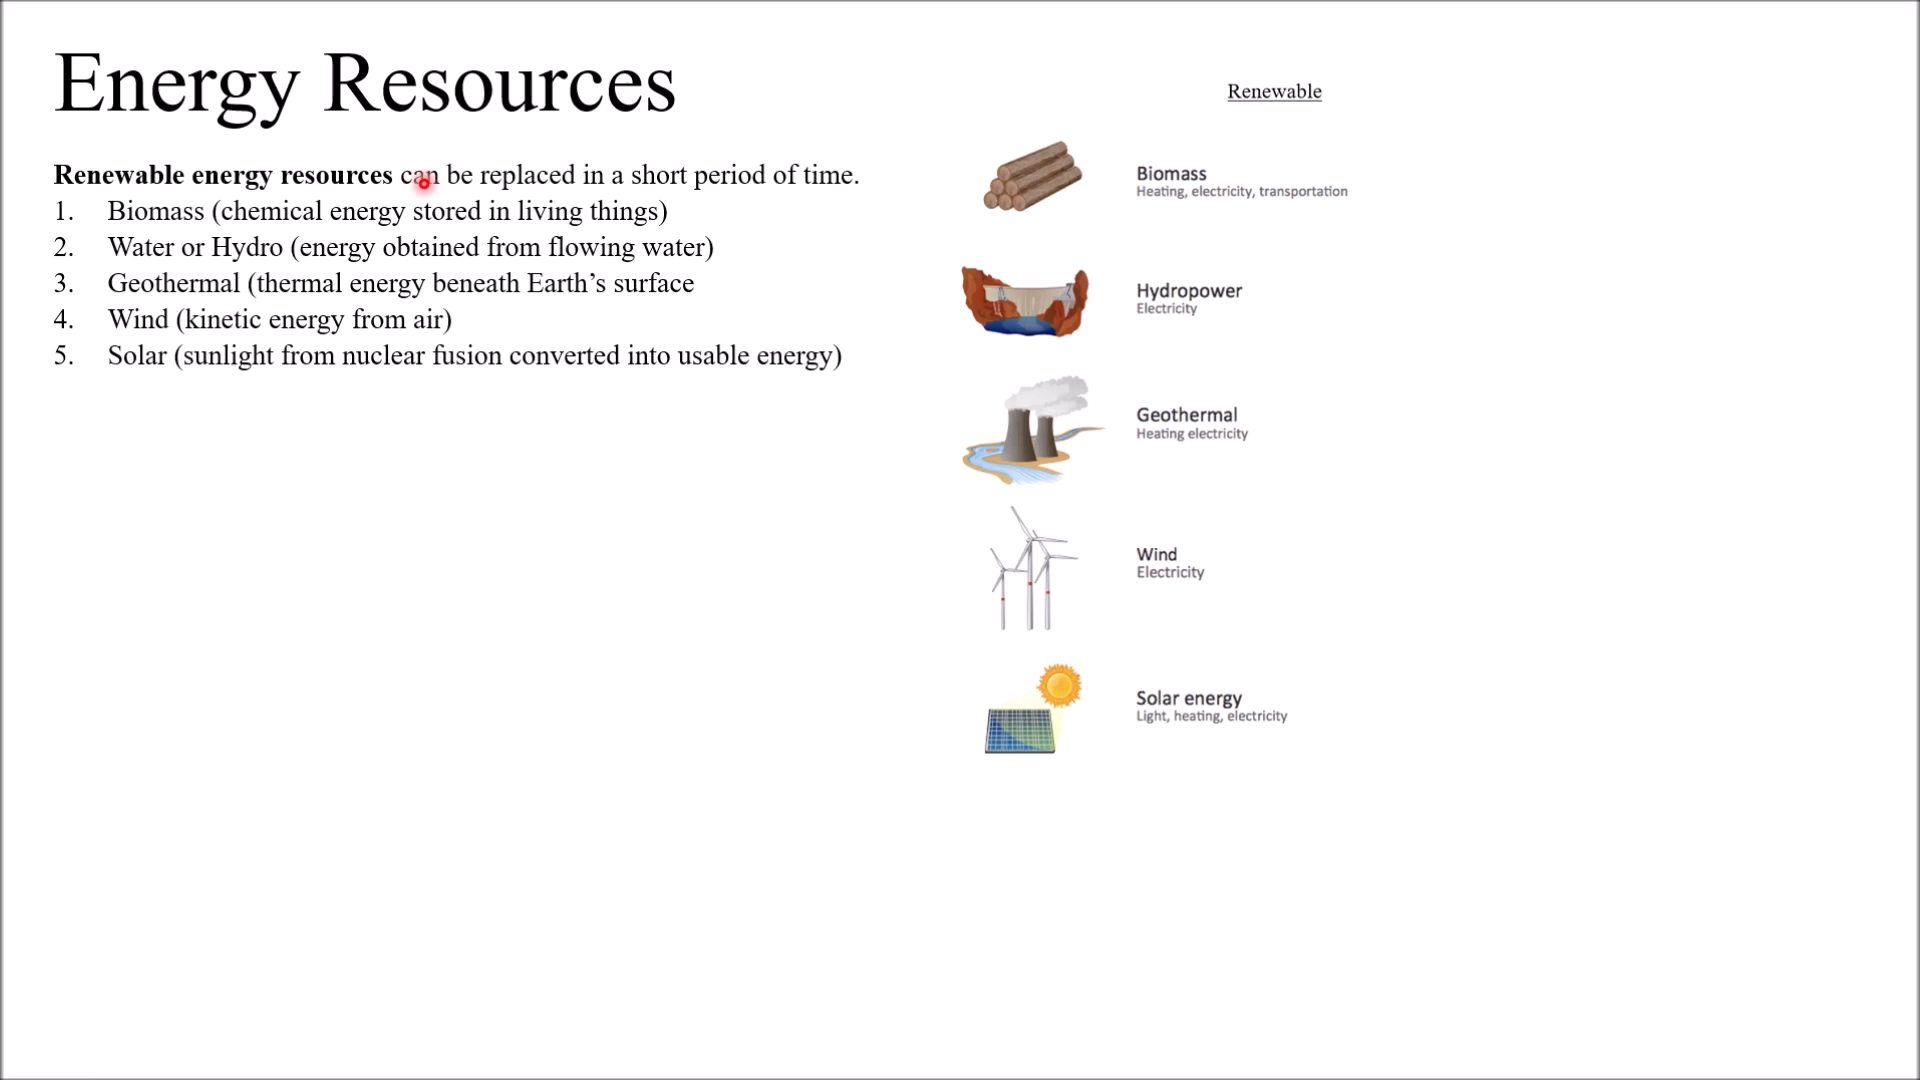 Energy Resources
Renewable energy resources can be replaced in a short period of time.
1. Biomass (chemical energy stored in living things)
2. Water or Hydro (energy obtained from flowing water)
3. Geothermal (thermal energy beneath Earth’s surface
4. Wind (kinetic energy from air)
5. Solar (sunlight from nuclear fusion converted into usable energy)
Renewable
Biomass
Heating, electricity, transportation
Hydropower
Electricity
Geothermal
Heating electricity
Wind
Electricity
Solar energy
Light, heating, electricity